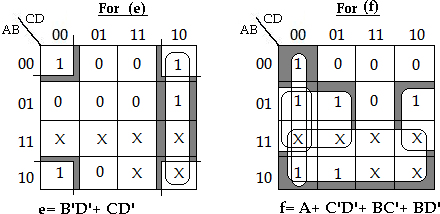 For (e)
For (f)
CD
AB
00 01 11 10
00 1 0 0 1
01 0 0 0 1
11 X X X X
10 1 0 X X
e= B'D'+ CD'
CD
AB
00 01 11 10
00 1 0 0 0
01 1 1 0 1
11 X X X X
10 1 1 X X
f= A+ C'D'+ BC'+ BD'